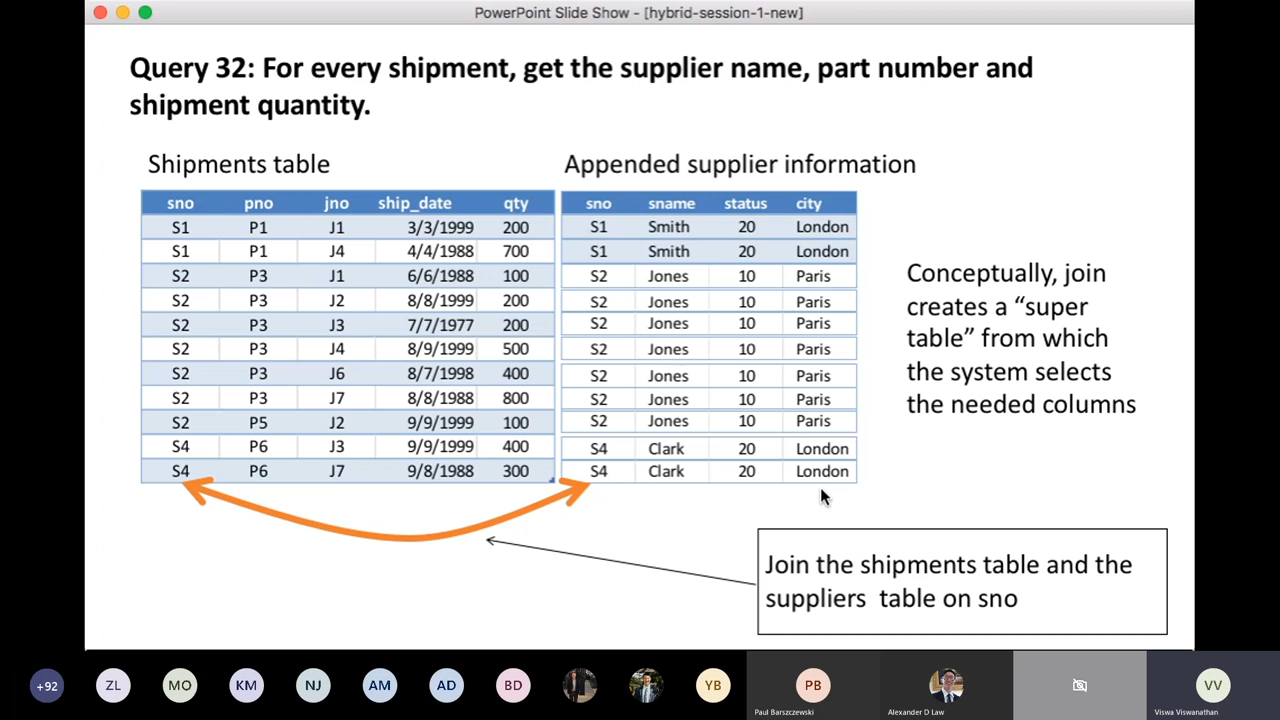 PowerPoint Slide Show - [hybrid-session-1-new]
Query 32: For every shipment, get the supplier name, part number and
shipment quantity.
Shipments table
Appended supplier information
sno pno jno ship_date qty sno sname status city
S1 P1 J1 3/3/1999 200 S1 Smith 20 London
S1 P1 J4 4/4/1988 700 S1 Smith 20 London
S2 P3 J1 6/6/1988 100 S2 Jones 10 Paris
S2 P3 J2 8/8/1999 200 S2 Jones 10 Paris
S2 P3 J3 7/7/1977 200 S2 Jones 10 Paris
S2 P3 J4 8/9/1999 500 S2 Jones 10 Paris
S2 P3 J6 8/7/1998 400 S2 Jones 10 Paris
S2 P3 J7 8/8/1988 800 S2 Jones 10 Paris
S2 P5 J2 9/9/1999 100 S2 Jones 10 Paris
S4 P6 J3 9/9/1999 400 S4 Clark 20 London
S4 P6 J7 9/8/1988 300 S4 Clark 20 London
Conceptually, join
creates a “super
table” from which
the system selects
the needed columns
Join the shipments table and the
suppliers  table on sno
+92 ZL MO KM NJ AM AD BD YB PB VV
Paul Barszczewski Alexander D Law Viswa Viswanathan